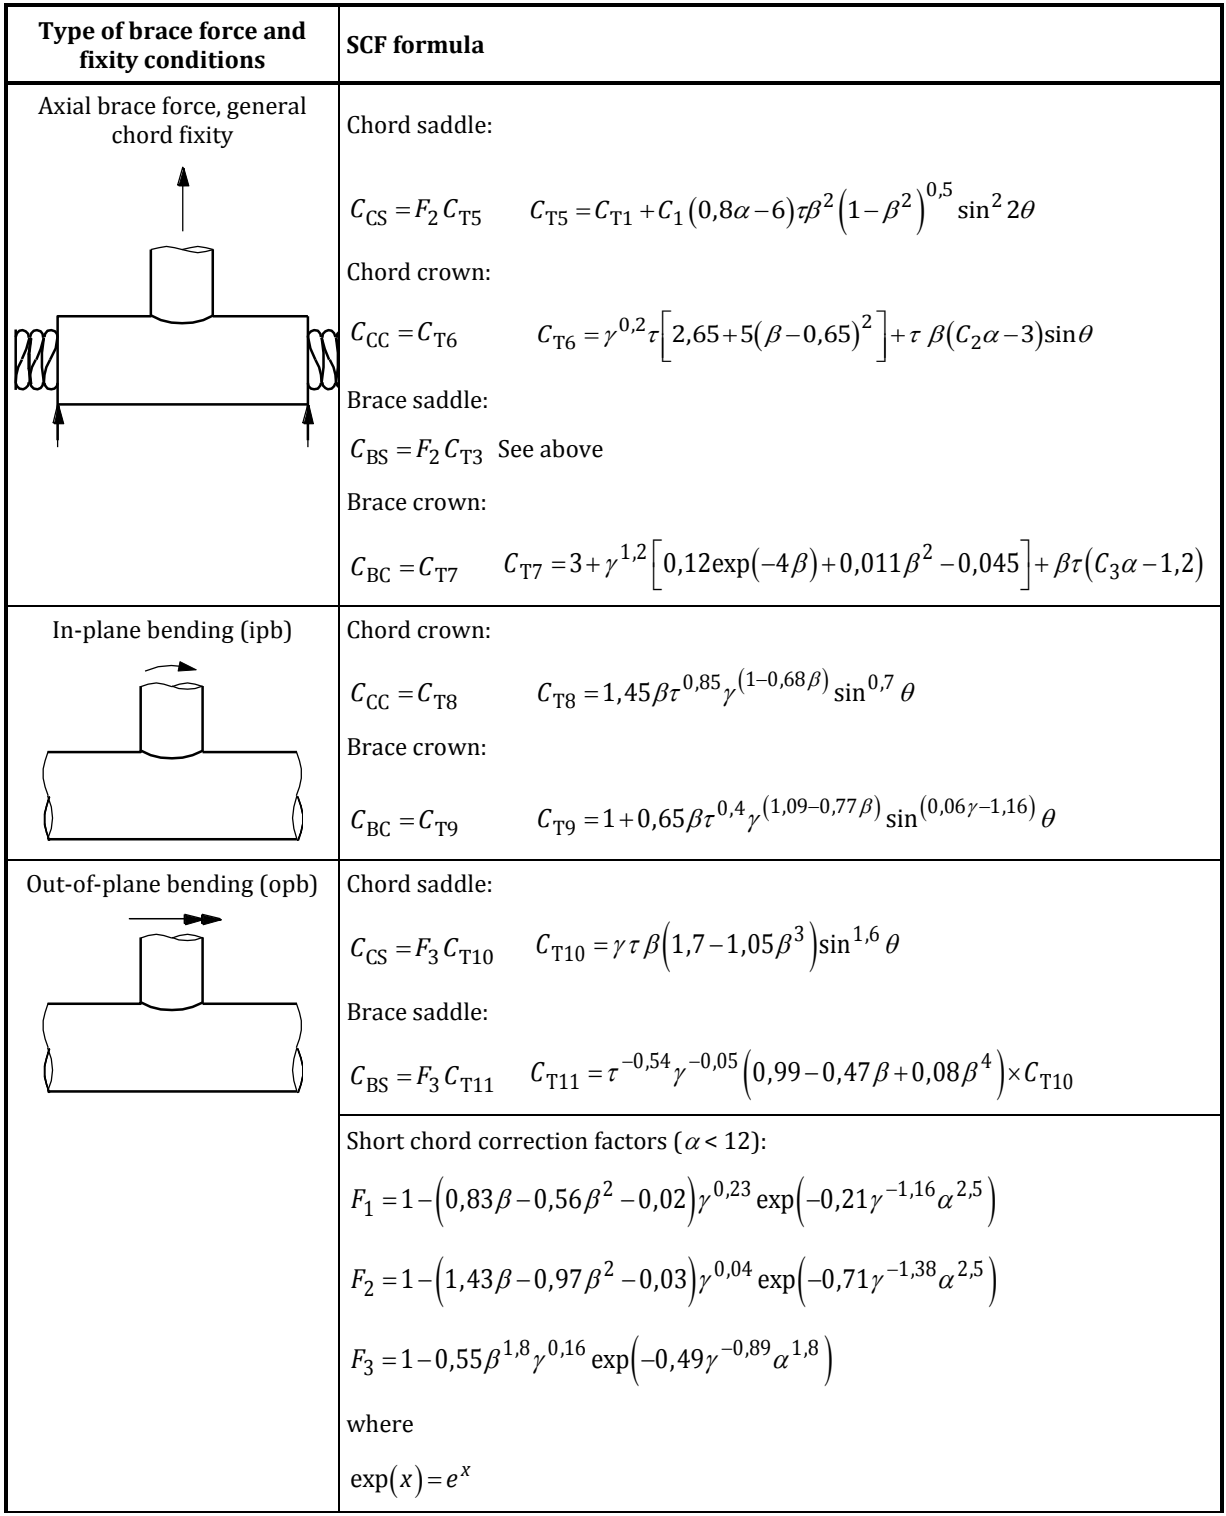 Type of brace force and fixity conditions
SCF formula
Axial brace force, general chord fixity
Chord saddle:
C_CS = F_2 C_T5    C_T5 = C_T1 + C_1 (0,8α − 6) τβ^2 (1 − β^2)^0,5 sin^2 2θ
Chord crown:
C_CC = C_T6    C_T6 = γ^0,2 τ [2,65 + 5(β − 0,65)^2] + τ β(C_2 α − 3) sin θ
Brace saddle:
C_BS = F_2 C_T3 See above
Brace crown:
C_BC = C_T7    C_T7 = 3 + γ^1,2 [0,12exp(−4β) + 0,011β^2 − 0,045] + βτ(C_3 α − 1,2)
In-plane bending (ipb)
Chord crown:
C_CC = C_T8    C_T8 = 1,45βτ^0,85 γ^(1−0,68β) sin^0,7 θ
Brace crown:
C_BC = C_T9    C_T9 = 1 + 0,65βτ^0,4 γ^(1,09−0,77β) sin^(0,06γ−1,16) θ
Out-of-plane bending (opb)
Chord saddle:
C_CS = F_3 C_T10    C_T10 = γ τ β(1,7 − 1,05β^3) sin^1,6 θ
Brace saddle:
C_BS = F_3 C_T11    C_T11 = τ^−0,54 γ^−0,05 (0,99 − 0,47β + 0,08β^4) × C_T10
Short chord correction factors (α < 12):
F_1 = 1 − (0,83β − 0,56β^2 − 0,02) γ^0,23 exp(−0,21γ^−1,16 α^2,5)
F_2 = 1 − (1,43β − 0,97β^2 − 0,03) γ^0,04 exp(−0,71γ^−1,38 α^2,5)
F_3 = 1 − 0,55β^1,8 γ^0,16 exp(−0,49γ^−0,89 α^1,8)
where
exp(x) = e^x